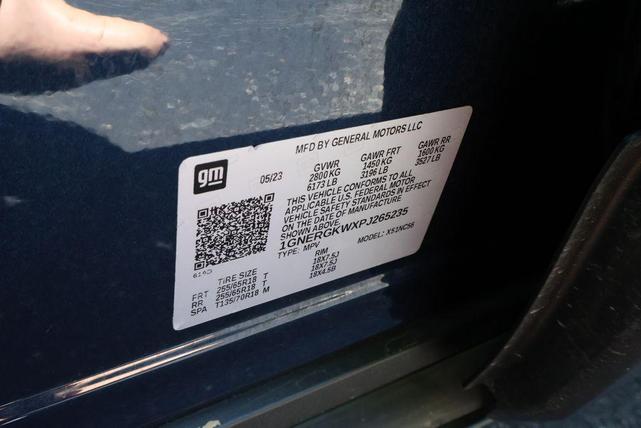 MFD BY GENERAL MOTORS LLC
gm
05/23
GVWR
2800 KG
6173 LB
GAWR FRT
1450 KG
3196 LB
GAWR RR
1600 KG
3527 LB
THIS VEHICLE CONFORMS TO ALL
APPLICABLE U.S. FEDERAL MOTOR
VEHICLE SAFETY STANDARDS IN EFFECT
ON THE DATE OF MANUFACTURE
SHOWN ABOVE.
1GNERGKWXPJ265235
TYPE: MPV
MODEL: X51NC56
TIRE SIZE
RIM
FRT 255/65R18 T 18X7.5J
RR 255/65R18 T 18X7.5J
SPA T135/70R18 M 18X4.5B